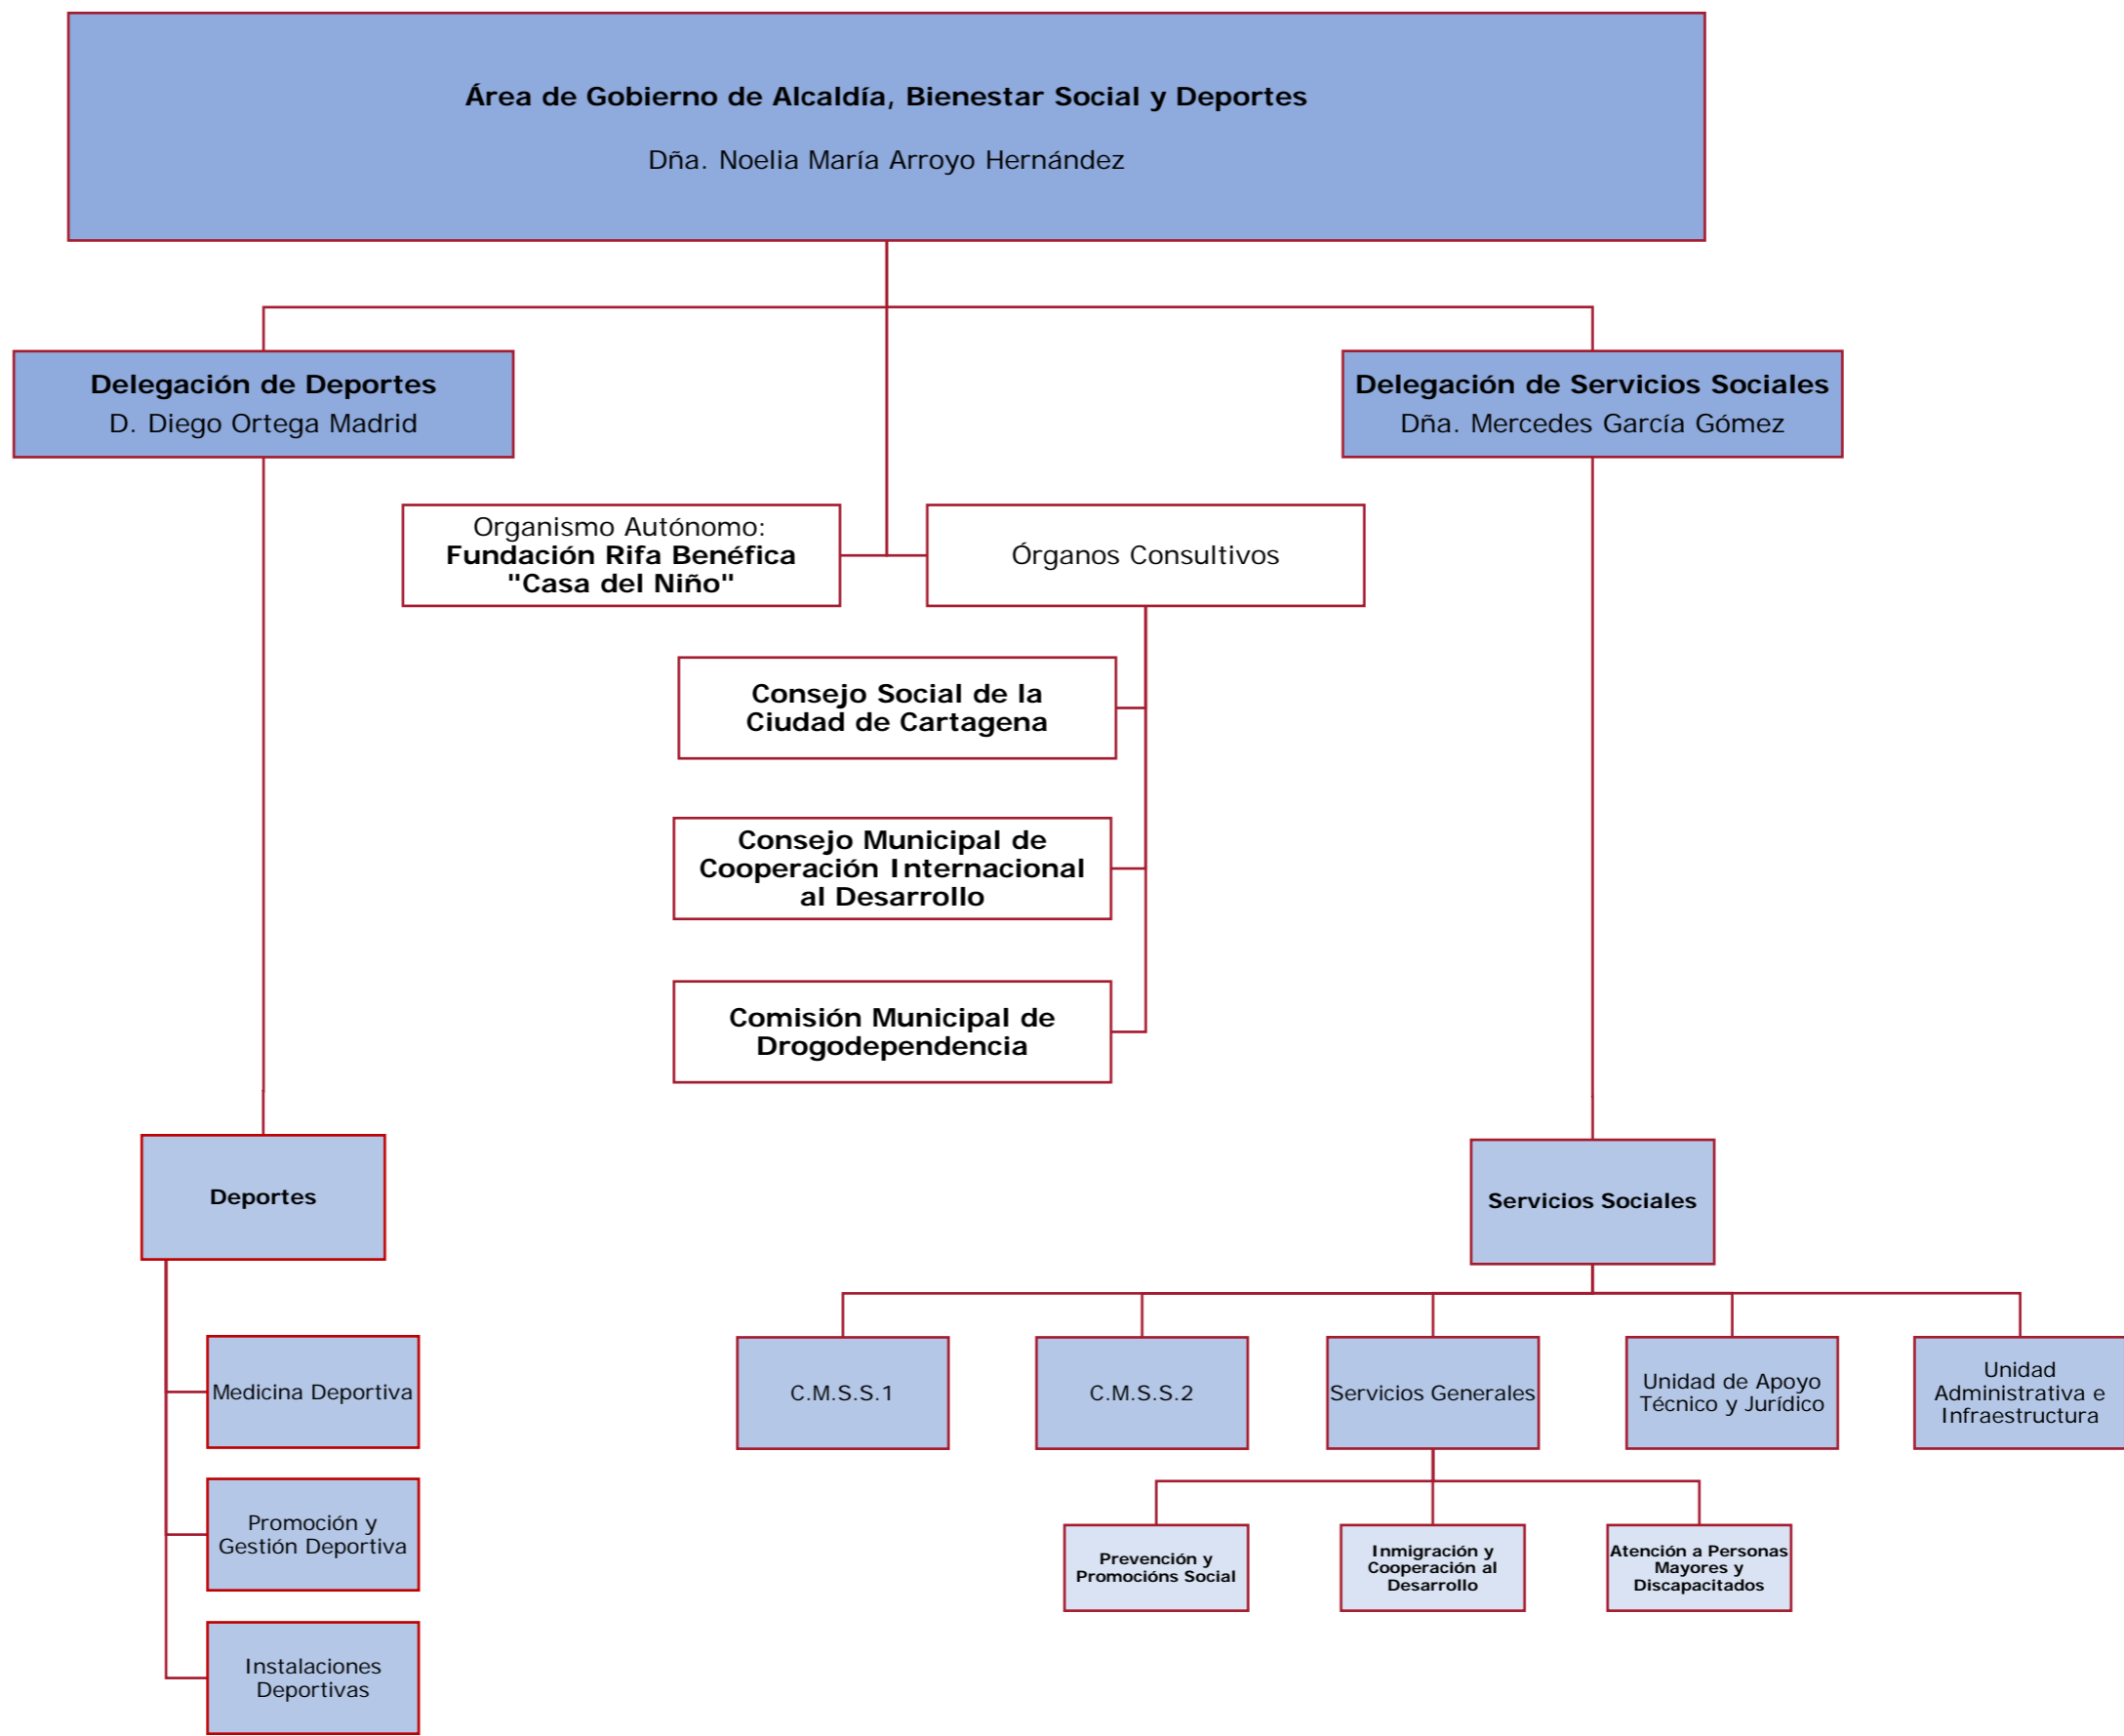 Área de Gobierno de Alcaldía, Bienestar Social y Deportes
Dña. Noelia María Arroyo Hernández
Delegación de Deportes
D. Diego Ortega Madrid
Delegación de Servicios Sociales
Dña. Mercedes García Gómez
Organismo Autónomo:
Fundación Rifa Benéfica
"Casa del Niño"
Órganos Consultivos
Consejo Social de la
Ciudad de Cartagena
Consejo Municipal de
Cooperación Internacional
al Desarrollo
Comisión Municipal de
Drogodependencia
Deportes
Medicina Deportiva
Promoción y
Gestión Deportiva
Instalaciones
Deportivas
Servicios Sociales
C.M.S.S.1
C.M.S.S.2
Servicios Generales
Unidad de Apoyo
Técnico y Jurídico
Unidad
Administrativa e
Infraestructura
Prevención y
Promocións Social
Inmigración y
Cooperación al
Desarrollo
Atención a Personas
Mayores y
Discapacitados